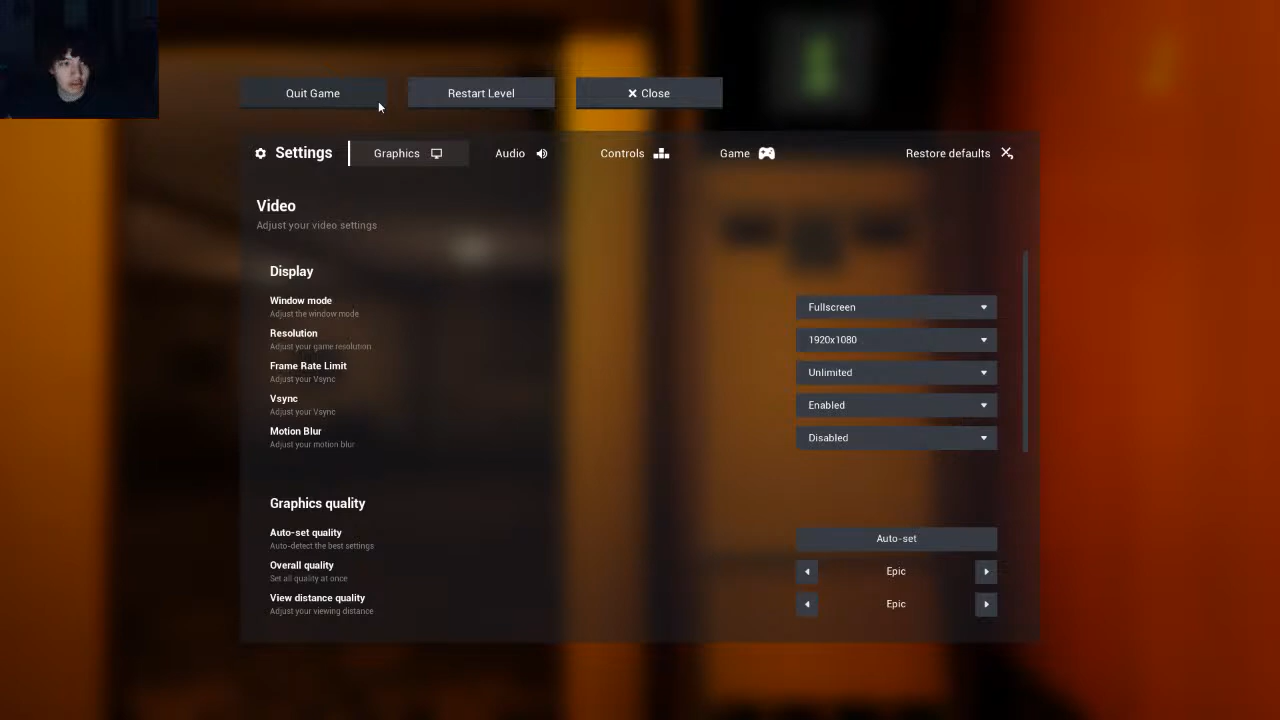 Quit Game
Restart Level
Close
Settings
Graphics
Audio
Controls
Game
Restore defaults
Video
Adjust your video settings
Display
Window mode
Adjust the window mode
Fullscreen
Resolution
Adjust your game resolution
1920x1080
Frame Rate Limit
Adjust your Vsync
Unlimited
Vsync
Adjust your Vsync
Enabled
Motion Blur
Adjust your motion blur
Disabled
Graphics quality
Auto-set quality
Auto-detect the best settings
Auto-set
Overall quality
Set all quality at once
Epic
View distance quality
Adjust your viewing distance
Epic